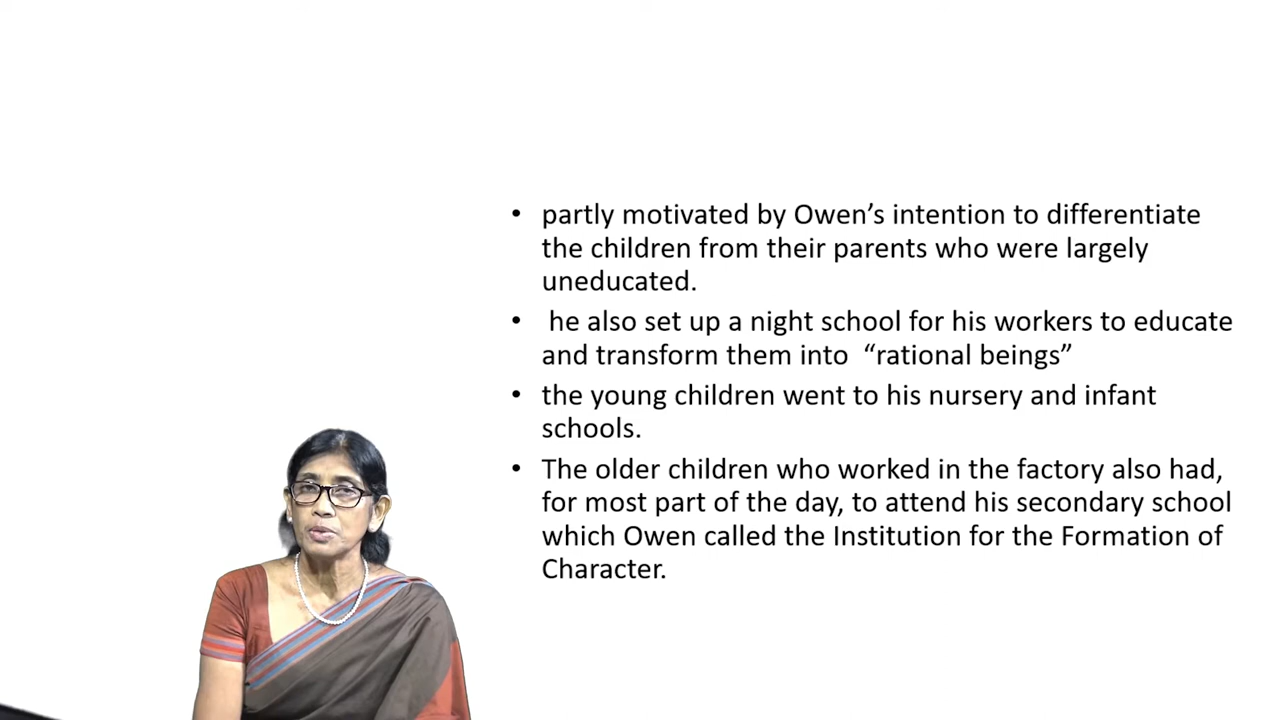 • partly motivated by Owen’s intention to differentiate
the children from their parents who were largely
uneducated.
• he also set up a night school for his workers to educate
and transform them into “rational beings”
• the young children went to his nursery and infant
schools.
• The older children who worked in the factory also had,
for most part of the day, to attend his secondary school
which Owen called the Institution for the Formation of
Character.